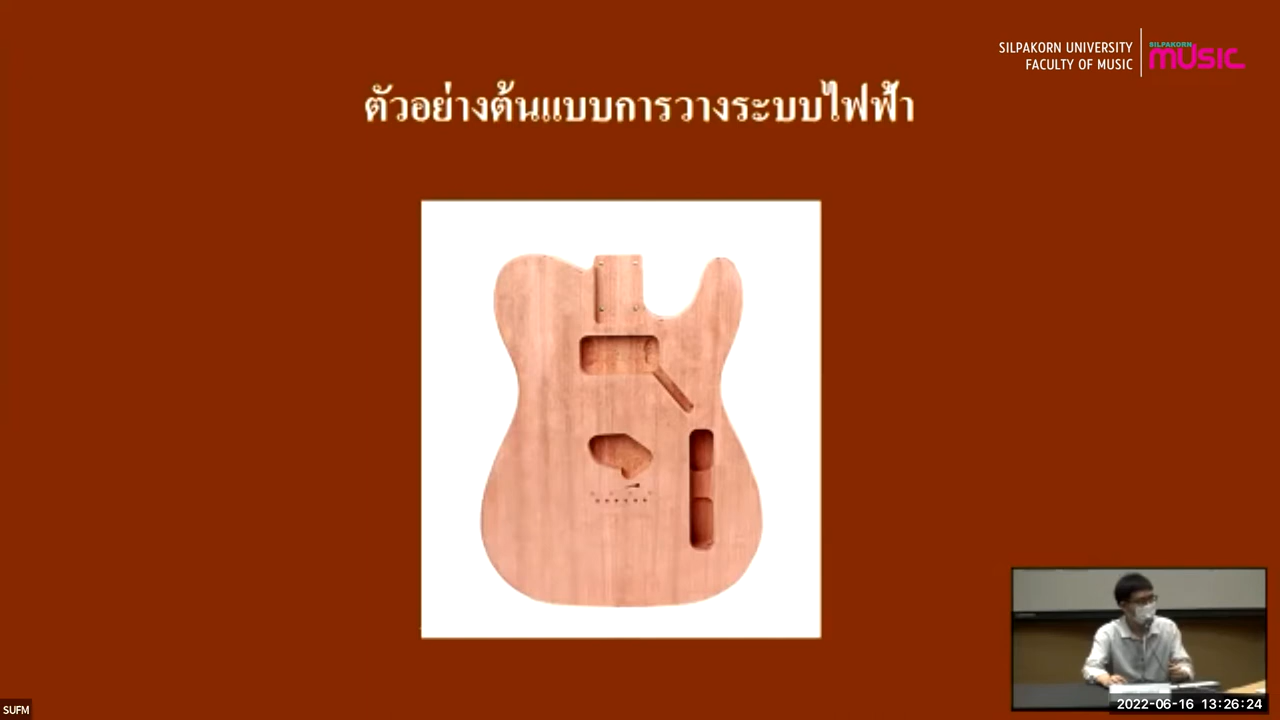 SILPAKORN UNIVERSITY
FACULTY OF MUSIC
SILPAKORN
MUSIC
ตัวอย่างต้นแบบการวางระบบไฟฟ้า
SUFM
2022-06-16 13:26:24